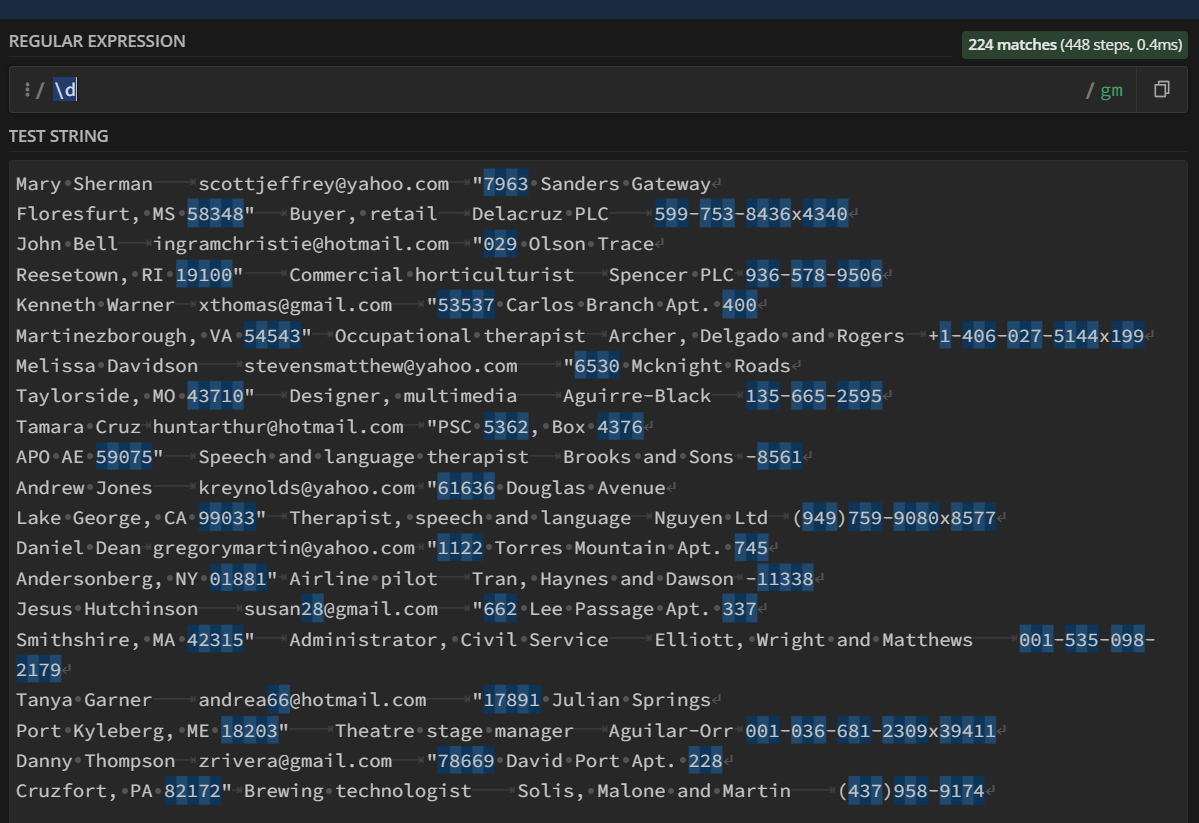 REGULAR EXPRESSION
224 matches (448 steps, 0.4ms)
/ \d / gm
TEST STRING
Mary Sherman scottjeffrey@yahoo.com "7963 Sanders Gateway
Floresfurt, MS 58348" Buyer, retail Delacruz PLC 599-753-8436x4340
John Bell ingramchristie@hotmail.com "029 Olson Trace
Reesetown, RI 19100" Commercial horticulturist Spencer PLC 936-578-9506
Kenneth Warner xthomas@gmail.com "53537 Carlos Branch Apt. 400
Martinezborough, VA 54543" Occupational therapist Archer, Delgado and Rogers +1-406-027-5144x199
Melissa Davidson stevensmatthew@yahoo.com "6530 Mcknight Roads
Taylorside, MO 43710" Designer, multimedia Aguirre-Black 135-665-2595
Tamara Cruz huntarthur@hotmail.com "PSC 5362, Box 4376
APO AE 59075" Speech and language therapist Brooks and Sons -8561
Andrew Jones kreynolds@yahoo.com "61636 Douglas Avenue
Lake George, CA 99033" Therapist, speech and language Nguyen Ltd (949)759-9080x8577
Daniel Dean gregorymartin@yahoo.com "1122 Torres Mountain Apt. 745
Andersonberg, NY 01881" Airline pilot Tran, Haynes and Dawson -11338
Jesus Hutchinson susan28@gmail.com "662 Lee Passage Apt. 337
Smithshire, MA 42315" Administrator, Civil Service Elliott, Wright and Matthews 001-535-098-
2179
Tanya Garner andrea66@hotmail.com "17891 Julian Springs
Port Kyleberg, ME 18203" Theatre stage manager Aguilar-Orr 001-036-681-2309x39411
Danny Thompson zrivera@gmail.com "78669 David Port Apt. 228
Cruzfort, PA 82172" Brewing technologist Solis, Malone and Martin (437)958-9174